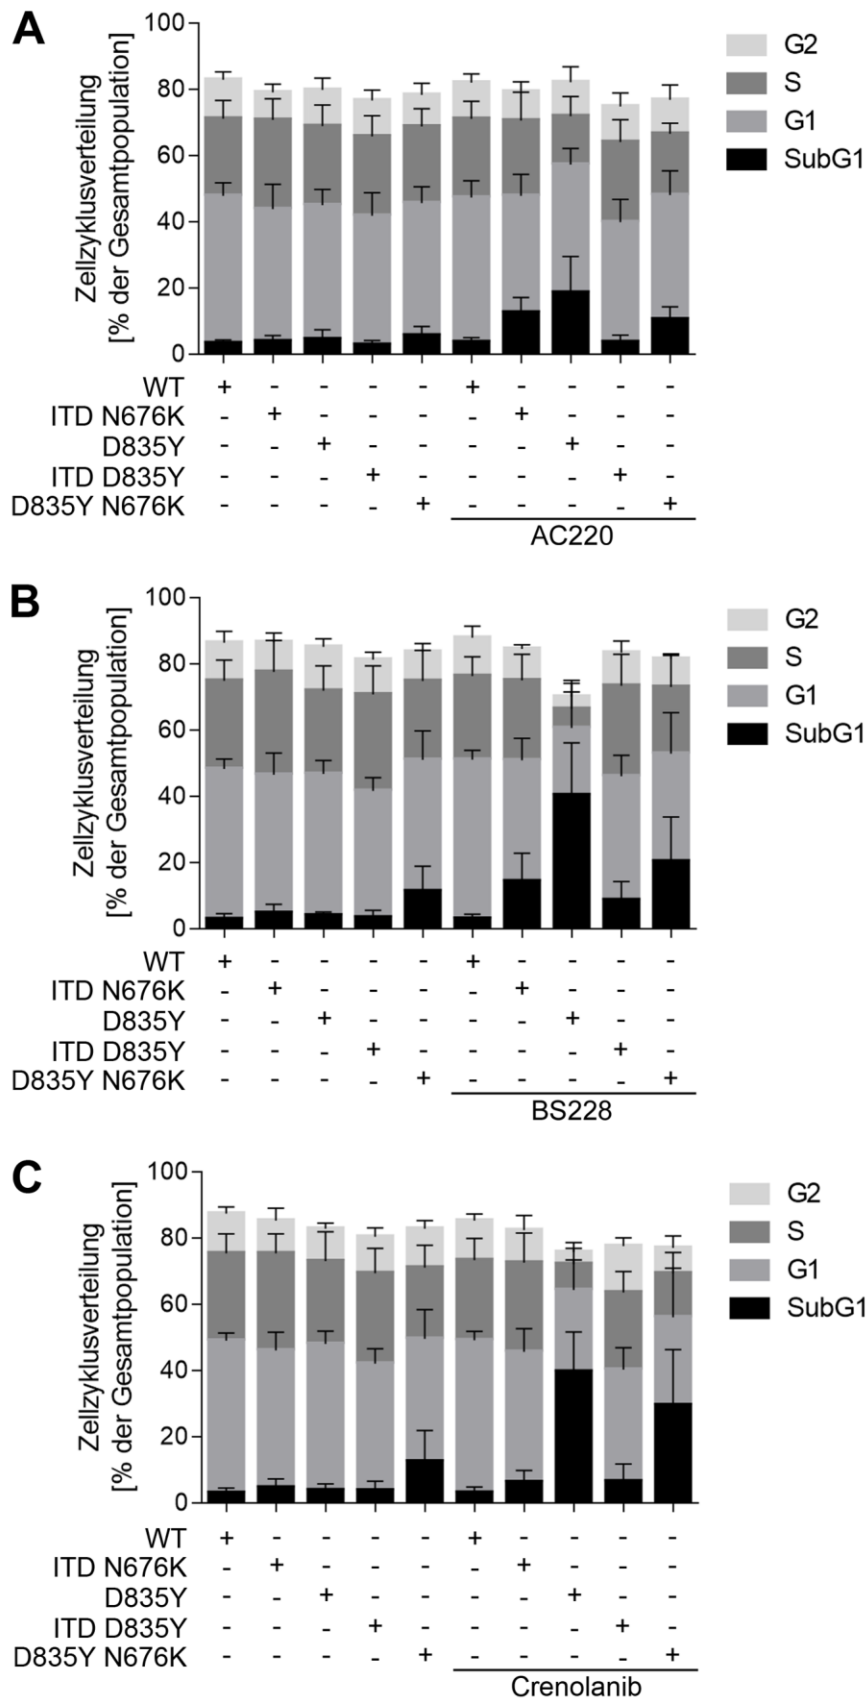 A
Zellzyklusverteilung
[% der Gesamtpopulation]
100
80
60
40
20
0
G2
S
G1
SubG1
WT + - - - - + - - - -
ITD N676K - + - - - - + - - -
D835Y - - + - - - - + - -
ITD D835Y - - - + - - - - + -
D835Y N676K - - - - + - - - - +
AC220
B
Zellzyklusverteilung
[% der Gesamtpopulation]
100
80
60
40
20
0
G2
S
G1
SubG1
WT + - - - - + - - - -
ITD N676K - + - - - - + - - -
D835Y - - + - - - - + - -
ITD D835Y - - - + - - - - + -
D835Y N676K - - - - + - - - - +
BS228
C
Zellzyklusverteilung
[% der Gesamtpopulation]
100
80
60
40
20
0
G2
S
G1
SubG1
WT + - - - - + - - - -
ITD N676K - + - - - - + - - -
D835Y - - + - - - - + - -
ITD D835Y - - - + - - - - + -
D835Y N676K - - - - + - - - - +
Crenolanib